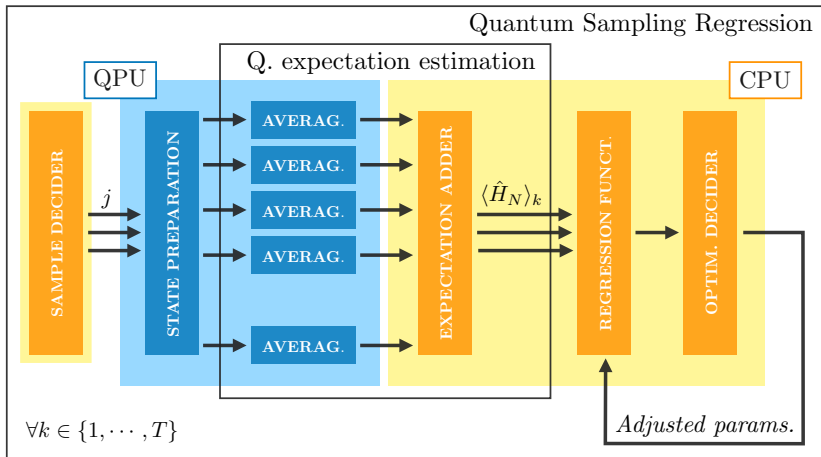 Quantum Sampling Regression
Q. expectation estimation
QPU
CPU
SAMPLE DECIDER
j
STATE PREPARATION
AVERAG.
AVERAG.
AVERAG.
AVERAG.
AVERAG.
EXPECTATION ADDER
⟨Ĥ_N⟩_k
REGRESSION FUNCT.
OPTIM. DECIDER
Adjusted params.
∀k ∈ {1, ⋯ , T}